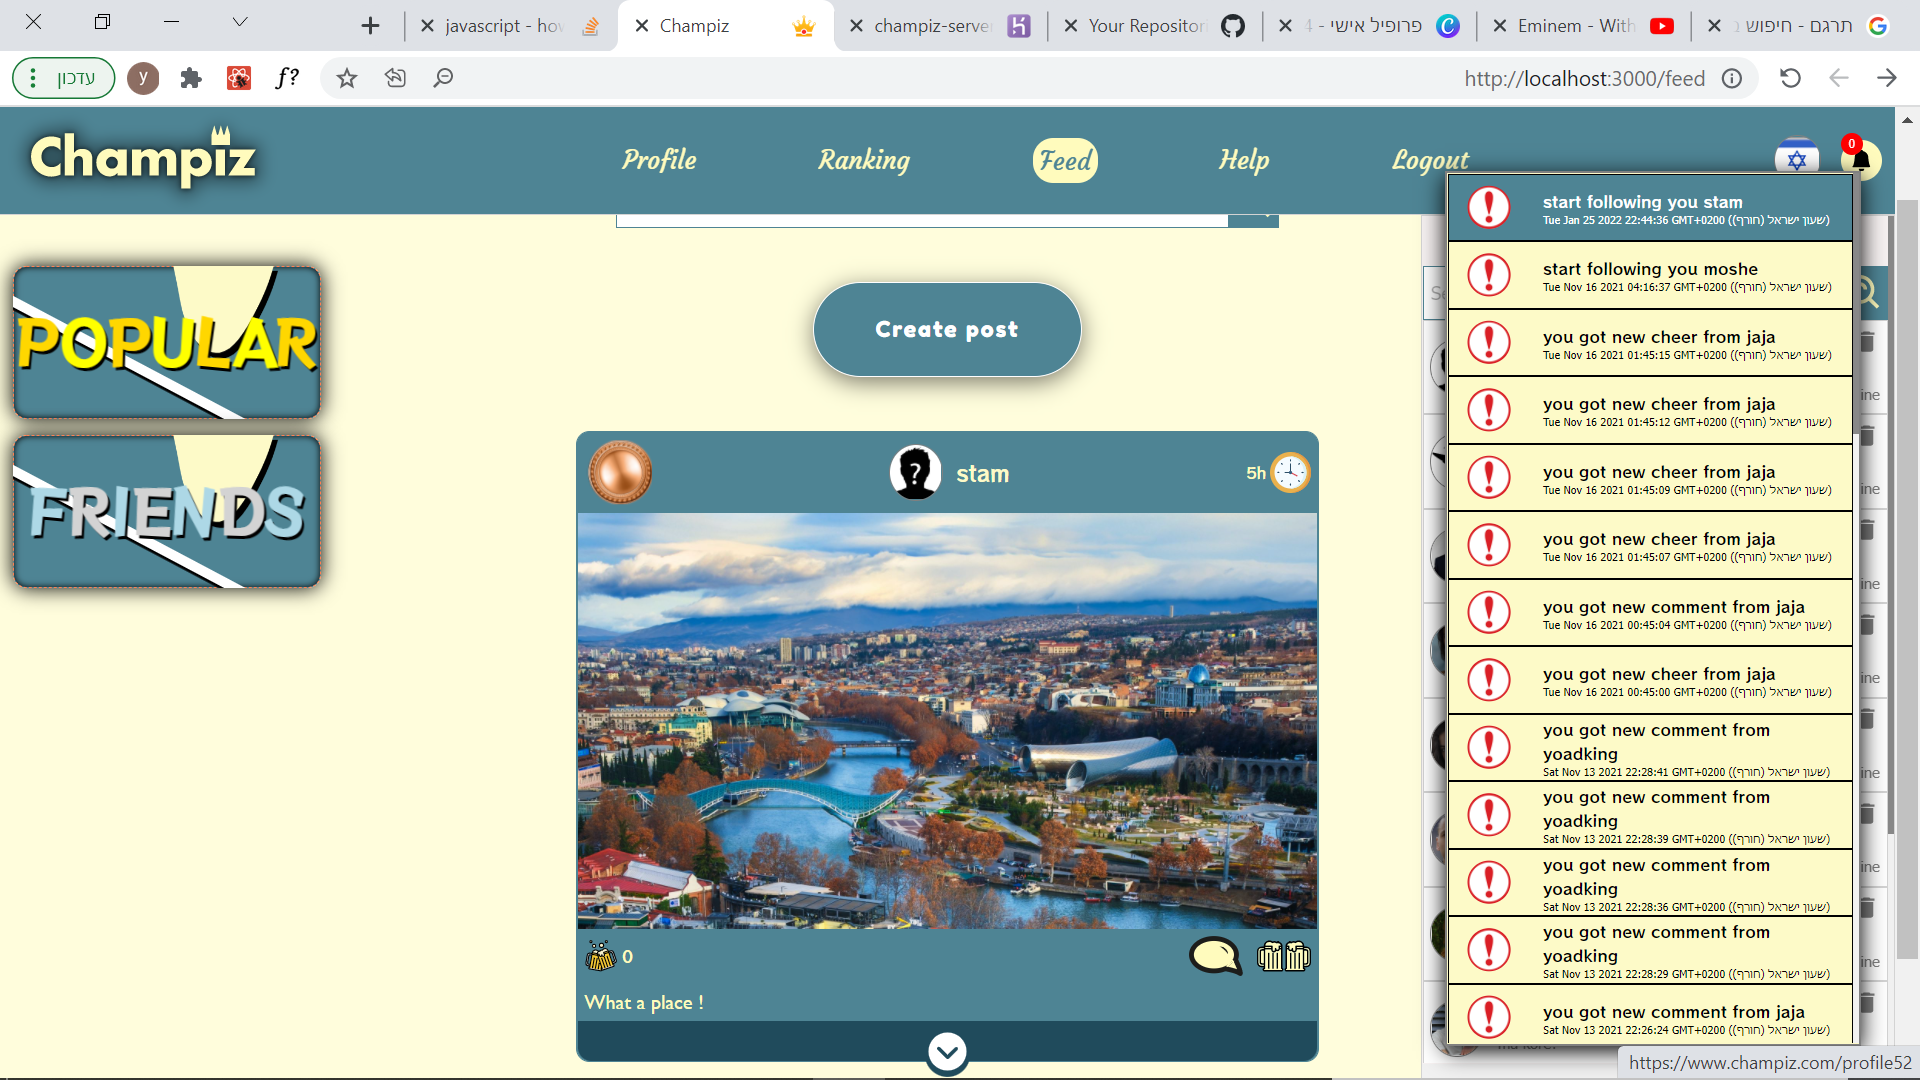 javascript - how
Champiz
champiz-server
Your Repositor
פרופיל אישי - 4
Eminem - With
תרגם - חיפוש ב
עדכון
y
f?
http://localhost:3000/feed
Champiz
Profile
Ranking
Feed
Help
Logout
0
POPULAR
FRIENDS
Create post
stam
5h
0
What a place !
start following you stam
Tue Jan 25 2022 22:44:36 GMT+0200 ((שעון ישראל (חורף)
start following you moshe
Tue Nov 16 2021 04:16:37 GMT+0200 ((שעון ישראל (חורף)
you got new cheer from jaja
Tue Nov 16 2021 01:45:15 GMT+0200 ((שעון ישראל (חורף)
you got new cheer from jaja
Tue Nov 16 2021 01:45:12 GMT+0200 ((שעון ישראל (חורף)
you got new cheer from jaja
Tue Nov 16 2021 01:45:09 GMT+0200 ((שעון ישראל (חורף)
you got new cheer from jaja
Tue Nov 16 2021 01:45:07 GMT+0200 ((שעון ישראל (חורף)
you got new comment from jaja
Tue Nov 16 2021 00:45:04 GMT+0200 ((שעון ישראל (חורף)
you got new cheer from jaja
Tue Nov 16 2021 00:45:00 GMT+0200 ((שעון ישראל (חורף)
you got new comment from
yoadking
Sat Nov 13 2021 22:28:41 GMT+0200 ((שעון ישראל (חורף)
you got new comment from
yoadking
Sat Nov 13 2021 22:28:39 GMT+0200 ((שעון ישראל (חורף)
you got new comment from
yoadking
Sat Nov 13 2021 22:28:36 GMT+0200 ((שעון ישראל (חורף)
you got new comment from
yoadking
Sat Nov 13 2021 22:28:29 GMT+0200 ((שעון ישראל (חורף)
you got new comment from jaja
Sat Nov 13 2021 22:26:24 GMT+0200 ((שעון ישראל (חורף)
https://www.champiz.com/profile52